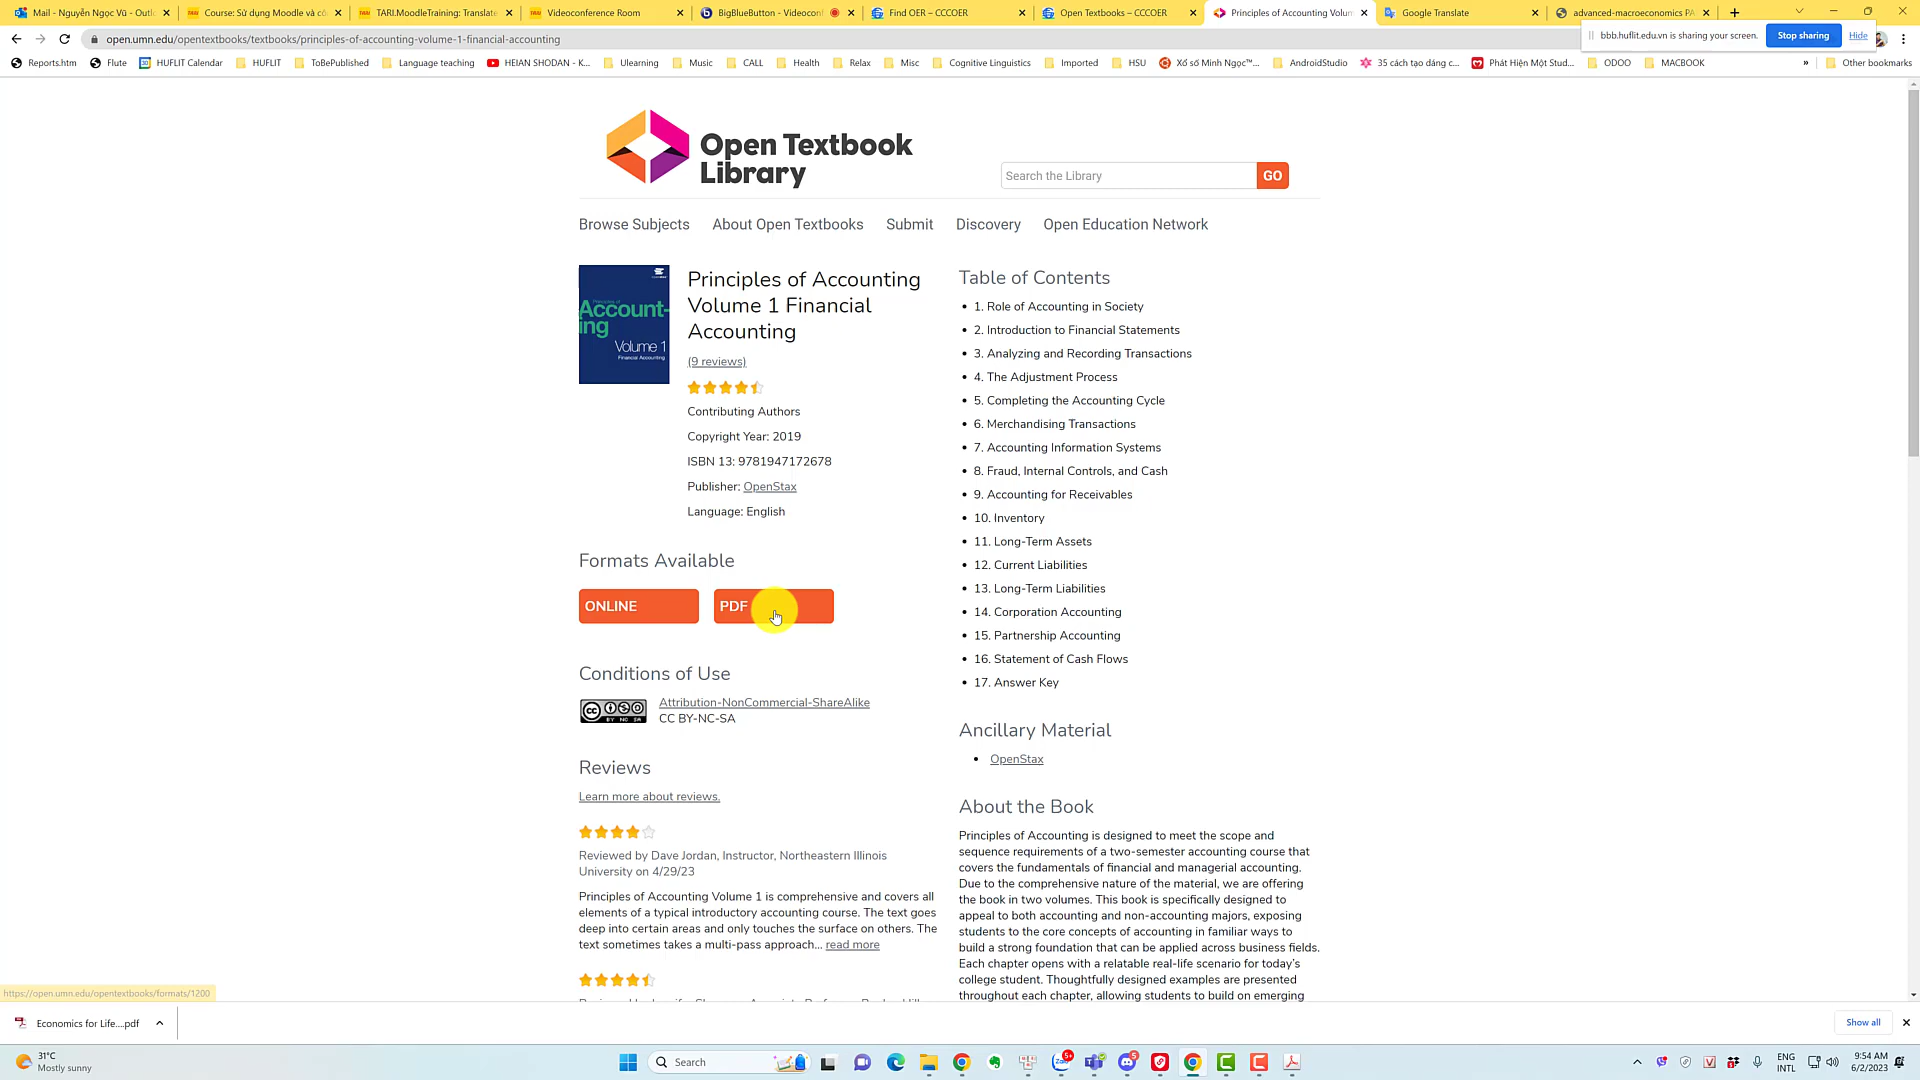 Mail - Nguyễn Ngọc Vũ - Outl
Course: Sử dụng Moodle và cô
TARI.MoodleTraining: Translate
Videoconference Room
BigBlueButton - Videoconf
Find OER – CCCOER
Open Textbooks – CCCOER
Principles of Accounting Volum
Google Translate
advanced-macroeconomics PA
open.umn.edu/opentextbooks/textbooks/principles-of-accounting-volume-1-financial-accounting
bbb.huflit.edu.vn is sharing your screen.
Stop sharing
Hide
Reports.htm
Flute
HUFLIT Calendar
HUFLIT
ToBePublished
Language teaching
HEIAN SHODAN - K...
Ulearning
Music
CALL
Health
Relax
Misc
Cognitive Linguistics
Imported
HSU
Xổ số Minh Ngọc™...
AndroidStudio
35 cách tạo dáng c...
Phát Hiện Một Stud...
ODOO
MACBOOK
»
Other bookmarks
Open Textbook
Library
Search the Library
GO
Browse Subjects
About Open Textbooks
Submit
Discovery
Open Education Network
Principles of
Account-
ing
Volume 1
Financial Accounting
Principles of Accounting
Volume 1 Financial
Accounting
(9 reviews)
Contributing Authors
Copyright Year: 2019
ISBN 13: 9781947172678
Publisher: OpenStax
Language: English
Formats Available
ONLINE
PDF
Conditions of Use
Attribution-NonCommercial-ShareAlike
CC BY-NC-SA
cc
BY NC SA
Reviews
Learn more about reviews.
Reviewed by Dave Jordan, Instructor, Northeastern Illinois
University on 4/29/23
Principles of Accounting Volume 1 is comprehensive and covers all
elements of a typical introductory accounting course. The text goes
deep into certain areas and only touches the surface on others. The
text sometimes takes a multi-pass approach... read more
Table of Contents
• 1. Role of Accounting in Society
• 2. Introduction to Financial Statements
• 3. Analyzing and Recording Transactions
• 4. The Adjustment Process
• 5. Completing the Accounting Cycle
• 6. Merchandising Transactions
• 7. Accounting Information Systems
• 8. Fraud, Internal Controls, and Cash
• 9. Accounting for Receivables
• 10. Inventory
• 11. Long-Term Assets
• 12. Current Liabilities
• 13. Long-Term Liabilities
• 14. Corporation Accounting
• 15. Partnership Accounting
• 16. Statement of Cash Flows
• 17. Answer Key
Ancillary Material
• OpenStax
About the Book
Principles of Accounting is designed to meet the scope and
sequence requirements of a two-semester accounting course that
covers the fundamentals of financial and managerial accounting.
Due to the comprehensive nature of the material, we are offering
the book in two volumes. This book is specifically designed to
appeal to both accounting and non-accounting majors, exposing
students to the core concepts of accounting in familiar ways to
build a strong foundation that can be applied across business fields.
Each chapter opens with a relatable real-life scenario for today's
college student. Thoughtfully designed examples are presented
throughout each chapter, allowing students to build on emerging
https://open.umn.edu/opentextbooks/formats/1200
Economics for Life....pdf
Show all
31°C
Mostly sunny
Search
5+
5
ENG
INTL
9:54 AM
6/2/2023